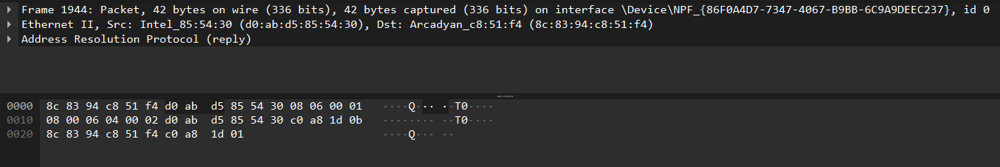 Frame 1944: Packet, 42 bytes on wire (336 bits), 42 bytes captured (336 bits) on interface \Device\NPF_{86F0A4D7-7347-4067-B9BB-6C9A9DEEC237}, id 0
Ethernet II, Src: Intel_85:54:30 (d0:ab:d5:85:54:30), Dst: Arcadyan_c8:51:f4 (8c:83:94:c8:51:f4)
Address Resolution Protocol (reply)
0000 8c 83 94 c8 51 f4 d0 ab d5 85 54 30 08 06 00 01 ····Q··· ··T0····
0010 08 00 06 04 00 02 d0 ab d5 85 54 30 c0 a8 1d 0b ········ ··T0····
0020 8c 83 94 c8 51 f4 c0 a8 1d 01 ····Q··· ··